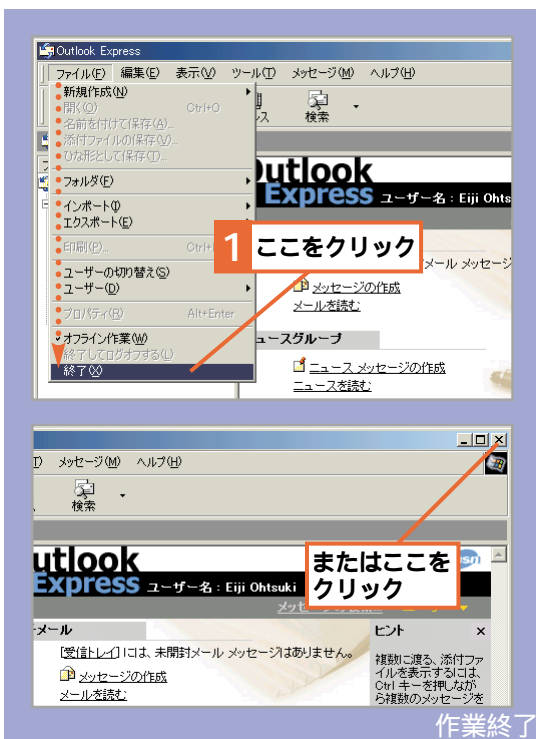 Outlook Express
ファイル(F) 編集(E) 表示(V) ツール(T) メッセージ(M) ヘルプ(H)
新規作成(N)
開く(O) Ctrl+O
名前を付けて保存(A)...
添付ファイルの保存(V)...
ひな形として保存(T)...
フォルダ(F)
インポート(I)
エクスポート(E)
印刷(P)...
ユーザーの切り替え(S)
ユーザー(D)
プロパティ(R) Alt+Enter
オフライン作業(W)
終了してログオフする(L)
終了(X)
検索
Outlook
Express ユーザー名 : Eiji Ohts
1 ここをクリック
メール メッセージ
メッセージの作成
メールを読む
ュースグループ
ニュース メッセージの作成
ニュースを読む
メッセージ(M) ヘルプ(H)
検索
utlook
Express ユーザー名 : Eiji Ohtsuki
msn
またはここを
クリック
メール
[受信トレイ]には、未開封メール メッセージはありません。
メッセージの作成
メールを読む
ヒント ×
複数に渡る、添付ファ
イルを表示するには、
Ctrl キーを押しなが
ら複数のメッセージを
作業終了